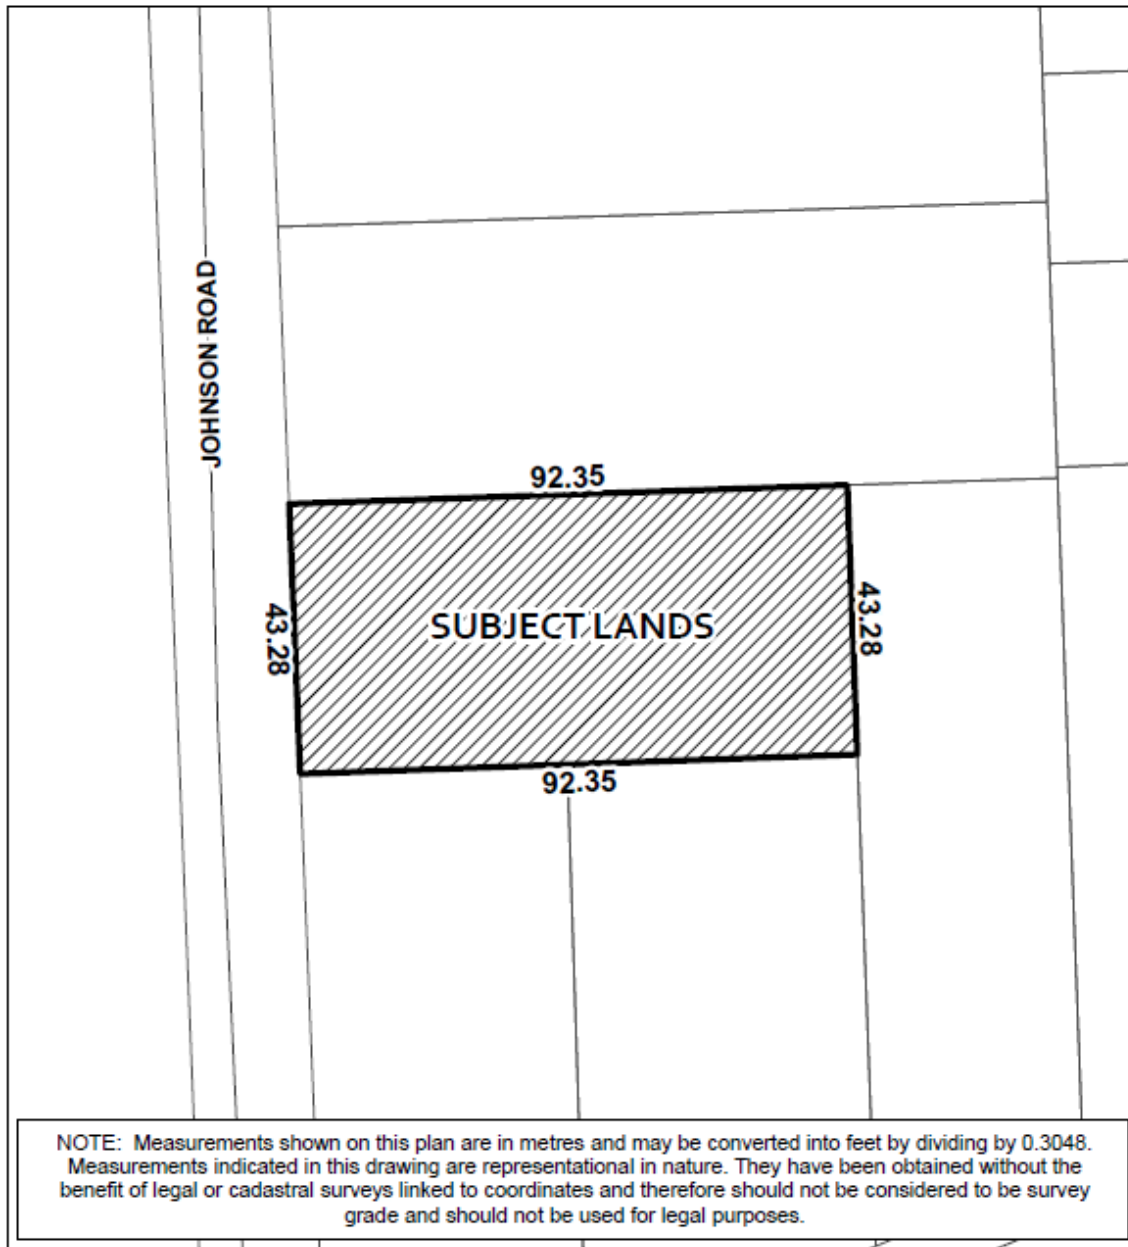 JOHNSON ROAD
92.35
43.28
SUBJECT LANDS
43.28
92.35
NOTE: Measurements shown on this plan are in metres and may be converted into feet by dividing by 0.3048.
Measurements indicated in this drawing are representational in nature. They have been obtained without the
benefit of legal or cadastral surveys linked to coordinates and therefore should not be considered to be survey
grade and should not be used for legal purposes.